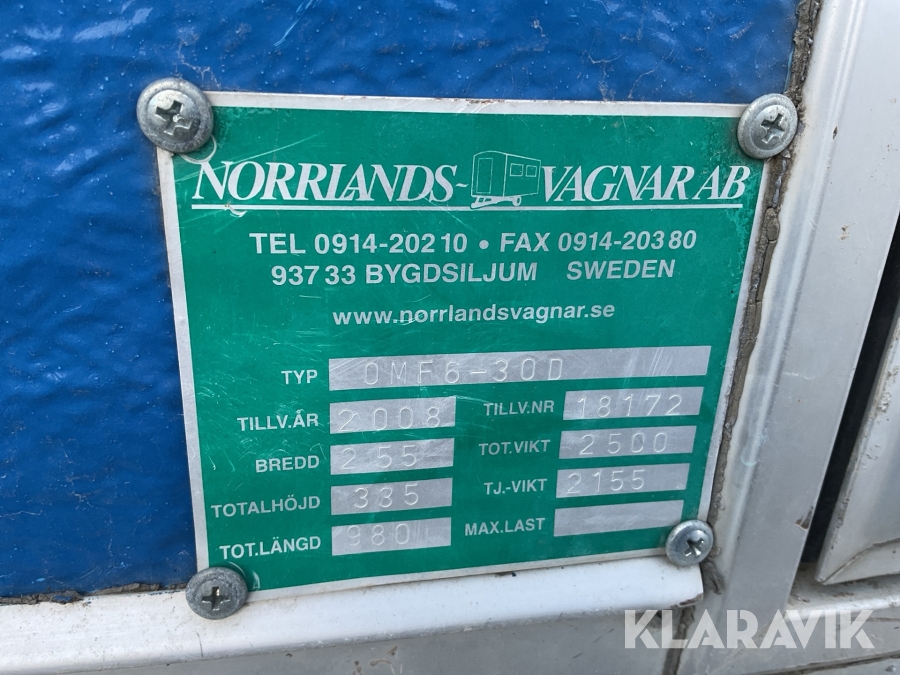 NORRLANDS-VAGNAR AB
TEL 0914-202 10 • FAX 0914-203 80
937 33 BYGDSILJUM SWEDEN
www.norrlandsvagnar.se
TYP OMF6-30D
TILLV.ÅR 2008 TILLV.NR 18172
BREDD 255 TOT.VIKT 2500
TOTALHÖJD 335 TJ.-VIKT 2155
TOT.LÄNGD 980 MAX.LAST
KLARAVIK